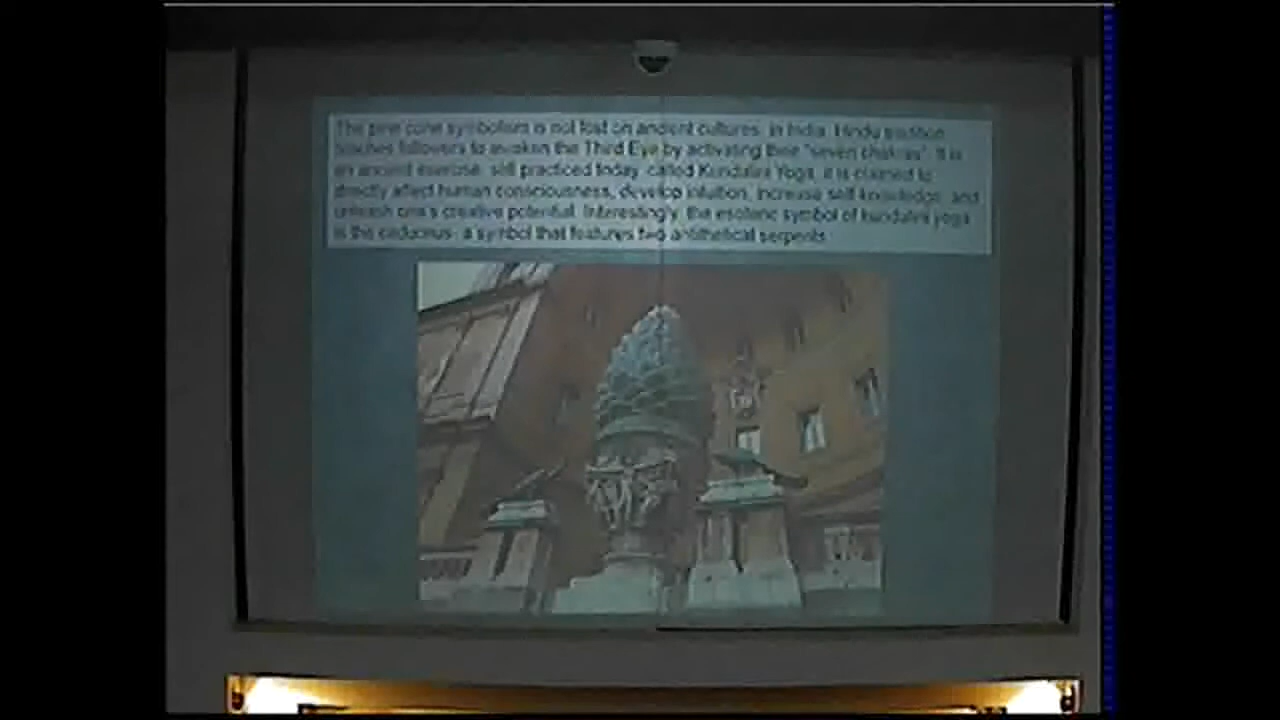 The pine cone symbolism is not lost on ancient cultures. In India, Hindu tradition
teaches followers to awaken the Third Eye by activating their "seven chakras". It is
an ancient exercise, still practiced today, called Kundalini Yoga. It is claimed to
directly affect human consciousness, develop intuition, increase self-knowledge, and
unleash one's creative potential. Interestingly, the esoteric symbol of kundalini yoga
is the caduceus- a symbol that features two antithetical serpents